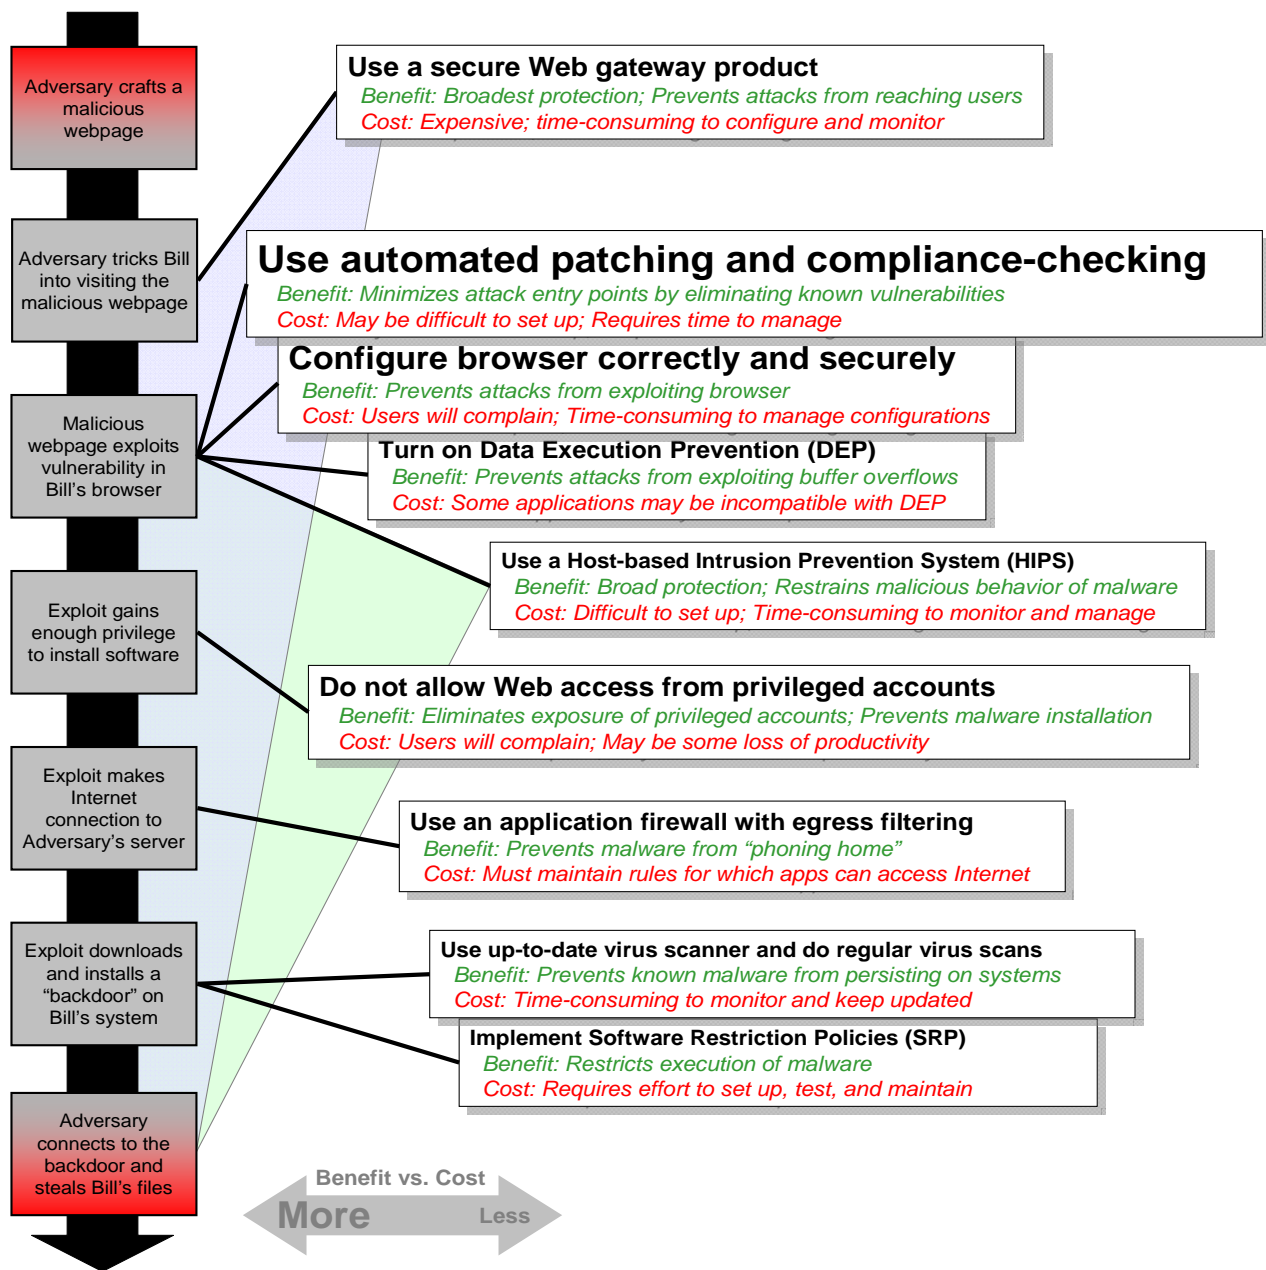 Adversary crafts a
malicious
webpage
Use a secure Web gateway product
Benefit: Broadest protection; Prevents attacks from reaching users
Cost: Expensive; time-consuming to configure and monitor
Adversary tricks Bill
into visiting the
malicious webpage
Use automated patching and compliance-checking
Benefit: Minimizes attack entry points by eliminating known vulnerabilities
Cost: May be difficult to set up; Requires time to manage
Configure browser correctly and securely
Benefit: Prevents attacks from exploiting browser
Cost: Users will complain; Time-consuming to manage configurations
Malicious
webpage exploits
vulnerability in
Bill's browser
Turn on Data Execution Prevention (DEP)
Benefit: Prevents attacks from exploiting buffer overflows
Cost: Some applications may be incompatible with DEP
Use a Host-based Intrusion Prevention System (HIPS)
Benefit: Broad protection; Restrains malicious behavior of malware
Cost: Difficult to set up; Time-consuming to monitor and manage
Exploit gains
enough privilege
to install software
Do not allow Web access from privileged accounts
Benefit: Eliminates exposure of privileged accounts; Prevents malware installation
Cost: Users will complain; May be some loss of productivity
Exploit makes
Internet
connection to
Adversary's server
Use an application firewall with egress filtering
Benefit: Prevents malware from “phoning home”
Cost: Must maintain rules for which apps can access Internet
Exploit downloads
and installs a
“backdoor” on
Bill's system
Use up-to-date virus scanner and do regular virus scans
Benefit: Prevents known malware from persisting on systems
Cost: Time-consuming to monitor and keep updated
Implement Software Restriction Policies (SRP)
Benefit: Restricts execution of malware
Cost: Requires effort to set up, test, and maintain
Adversary
connects to the
backdoor and
steals Bill's files
Benefit vs. Cost
More Less